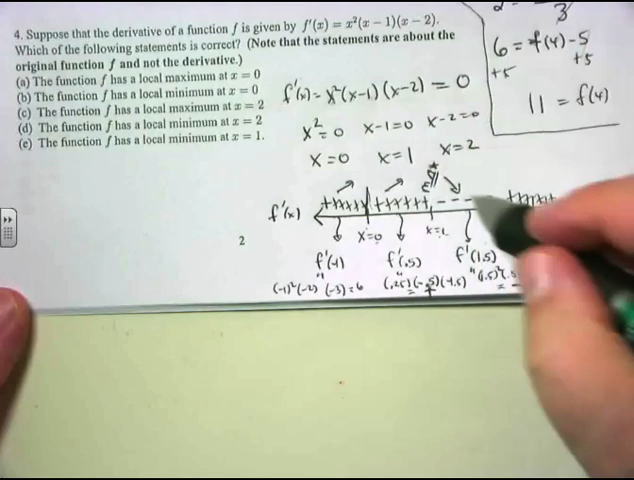 4. Suppose that the derivative of a function f is given by f′(x) = x²(x − 1)(x − 2).
Which of the following statements is correct? (Note that the statements are about the
original function f and not the derivative.)
(a) The function f has a local maximum at x = 0
(b) The function f has a local minimum at x = 0
(c) The function f has a local maximum at x = 2
(d) The function f has a local minimum at x = 2
(e) The function f has a local minimum at x = 1.
f'(x) = x²(x-1)(x-2) = 0
x² = 0 x-1=0 x-2=0
x=0 x=1 x=2
f'(x)
x=0
f'(-1) f'(.5) f'(1.5)
(-1)²(-2)(-3)=6 (.25)(-.5)(-1.5)
2
3
6 = f(4) - 5
+5 +5
11 = f(4)